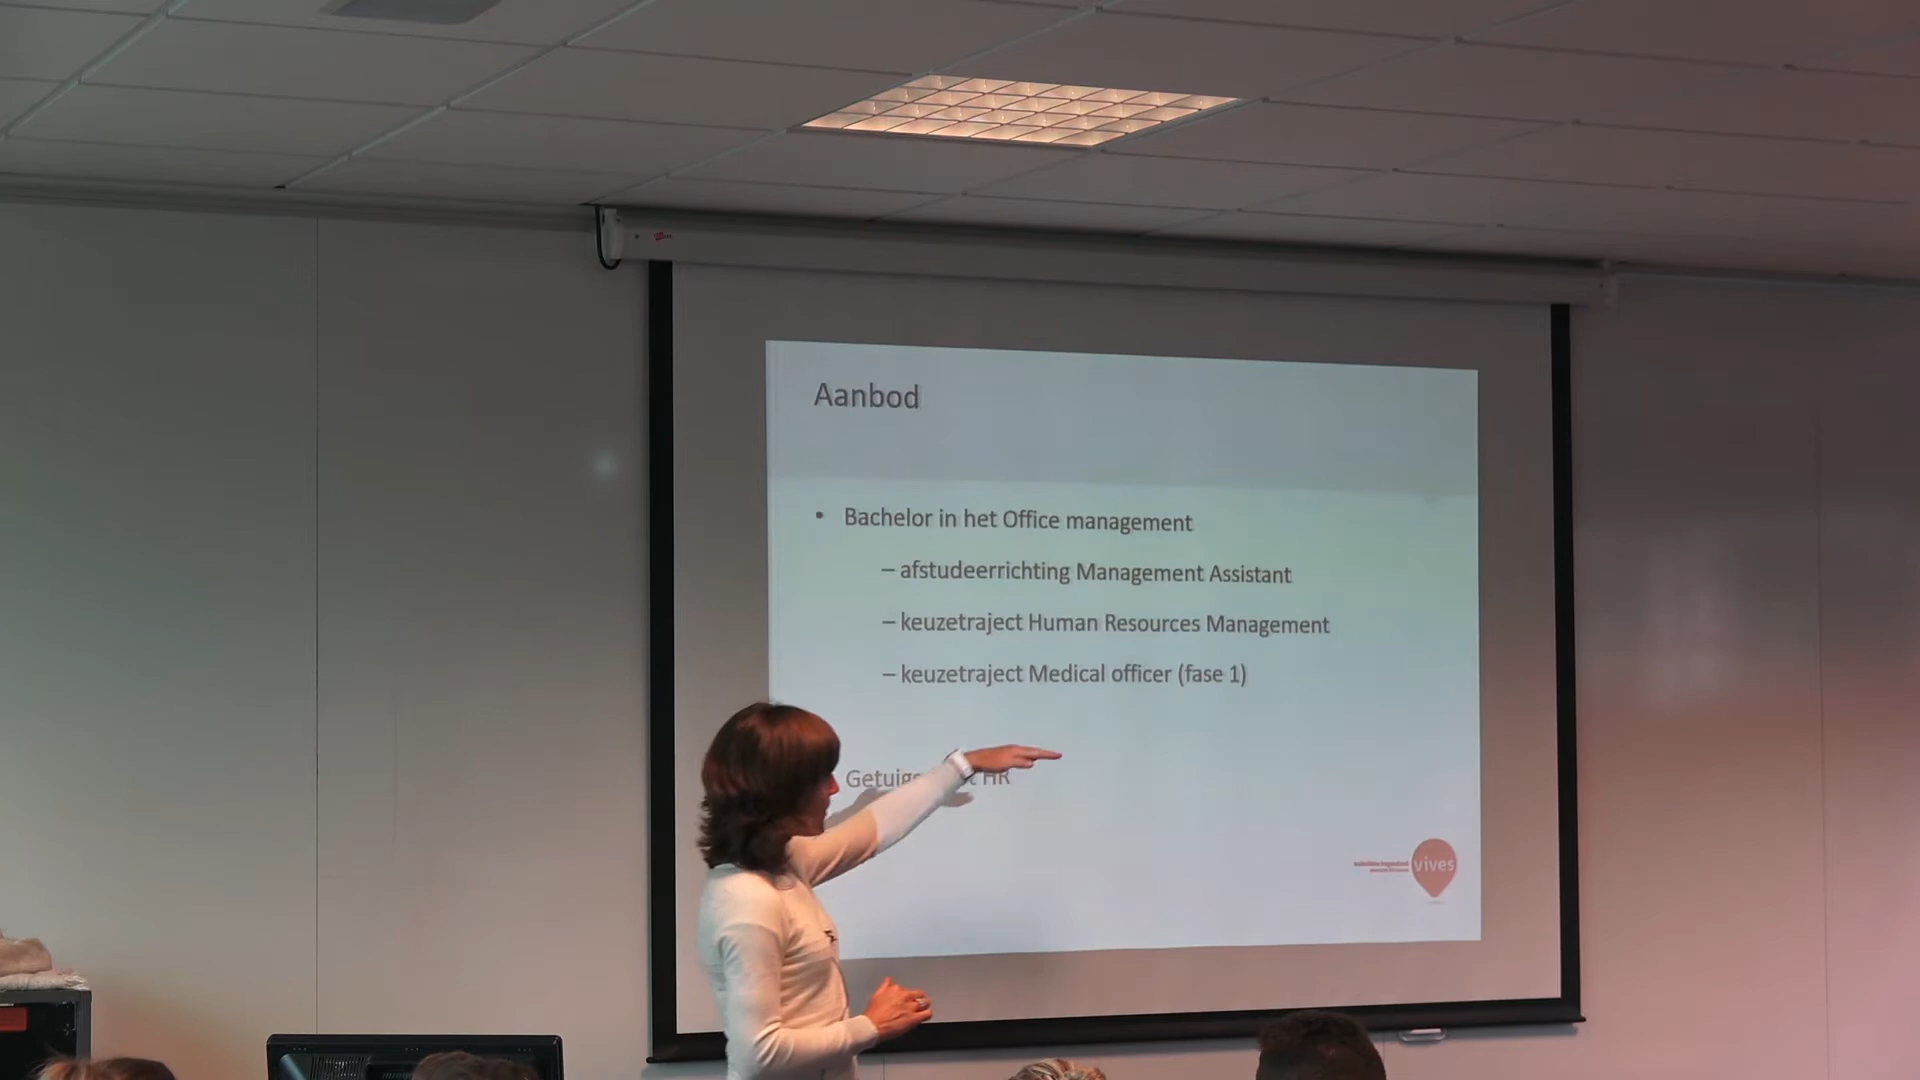 Aanbod
• Bachelor in het Office management
– afstudeerrichting Management Assistant
– keuzetraject Human Resources Management
– keuzetraject Medical officer (fase 1)
HR
vives